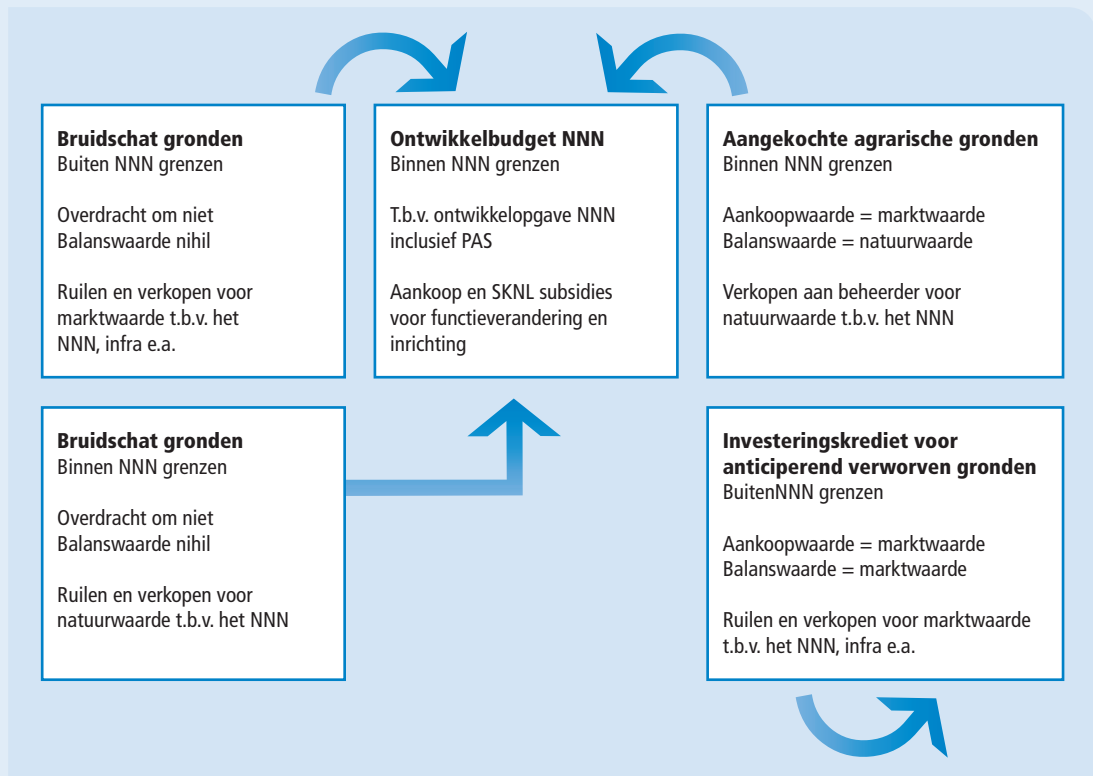 Bruidschat gronden
Buiten NNN grenzen
Overdracht om niet
Balanswaarde nihil
Ruilen en verkopen voor
marktwaarde t.b.v. het
NNN, infra e.a.
Ontwikkelbudget NNN
Binnen NNN grenzen
T.b.v. ontwikkelopgave NNN
inclusief PAS
Aankoop en SKNL subsidies
voor functieverandering en
inrichting
Aangekochte agrarische gronden
Binnen NNN grenzen
Aankoopwaarde = marktwaarde
Balanswaarde = natuurwaarde
Verkopen aan beheerder voor
natuurwaarde t.b.v. het NNN
Bruidschat gronden
Binnen NNN grenzen
Overdracht om niet
Balanswaarde nihil
Ruilen en verkopen voor
natuurwaarde t.b.v. het NNN
Investeringskrediet voor
anticiperend verworven gronden
BuitenNNN grenzen
Aankoopwaarde = marktwaarde
Balanswaarde = marktwaarde
Ruilen en verkopen voor marktwaarde
t.b.v. het NNN, infra e.a.